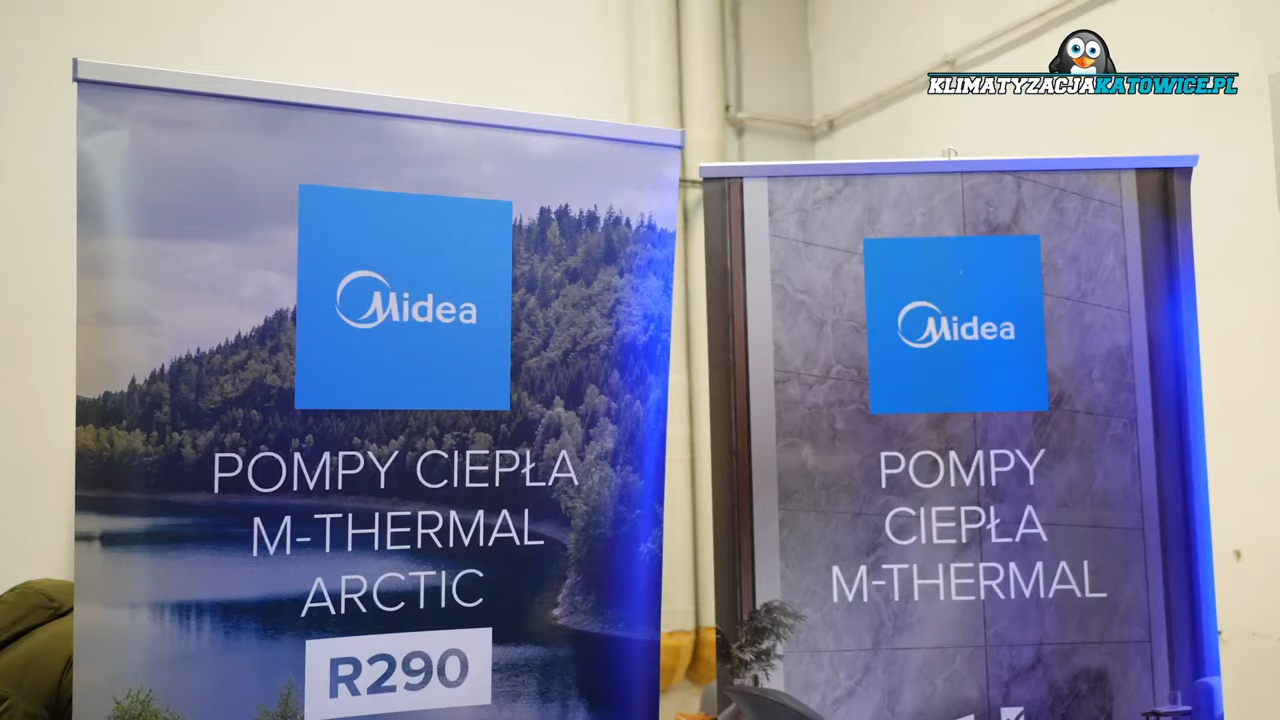 KLIMATYZACJAKATOWICE.PL
Midea
POMPY CIEPŁA
M-THERMAL
ARCTIC
R290
Midea
POMPY
CIEPŁA
M-THERMAL